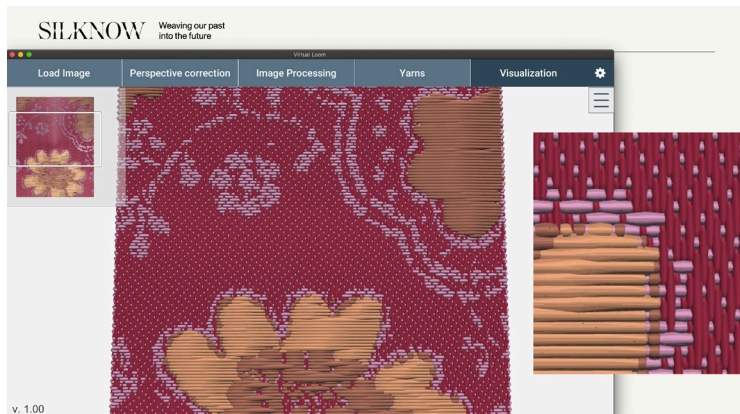 SILKNOW
Weaving our past
into the future
Virtual Loom
Load Image
Perspective correction
Image Processing
Yarns
Visualization
v. 1.00